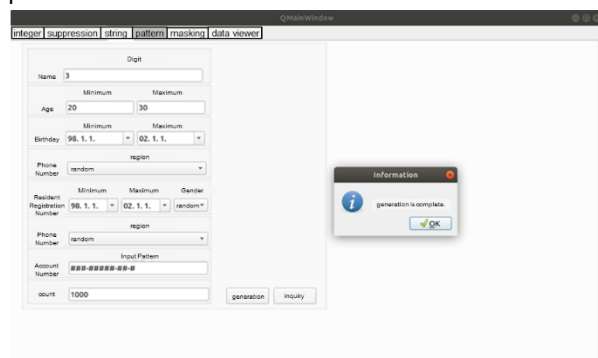 QMainWindow
integer suppression string pattern masking data viewer
Digit
Name 3
Minimum Maximum
Age 20 30
Minimum Maximum
Birthday 98. 1. 1. 02. 1. 1.
region
Phone Number random
Minimum Maximum Gender
Resident Registration Number 98. 1. 1. 02. 1. 1. random
region
Phone Number random
Input Pattern
Account Number ###-#####-##-#
count 1000 generation inquiry
Information
generation is complete.
OK